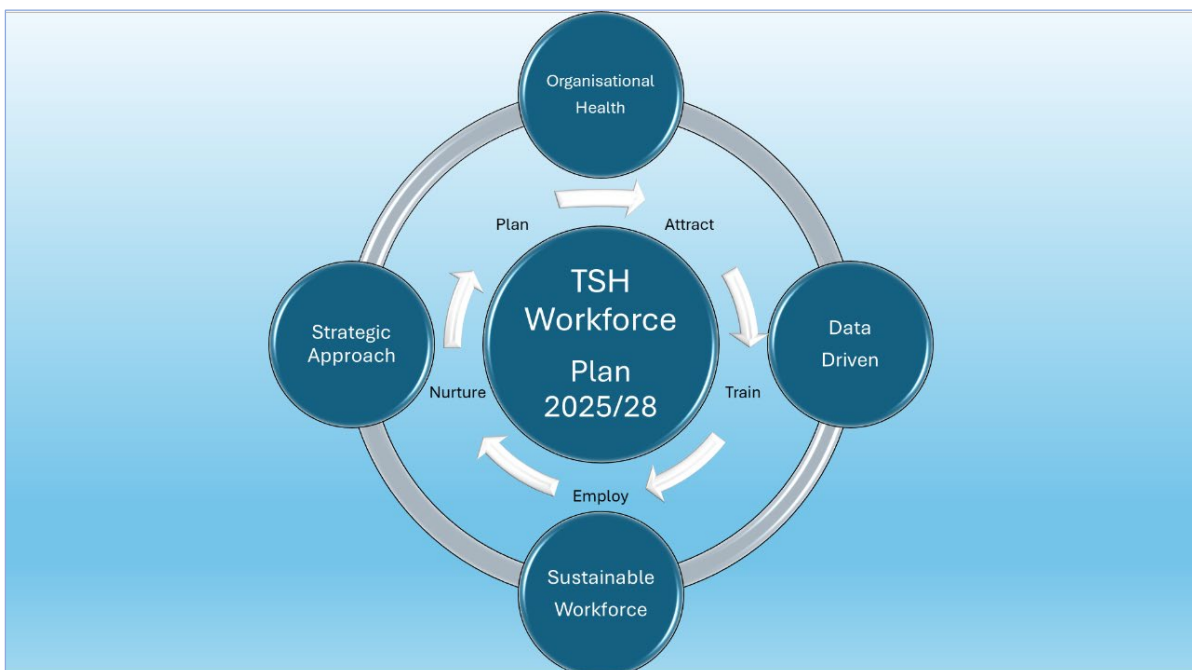 Organisational
Health
Plan
Attract
TSH
Workforce
Plan
2025/28
Strategic
Approach
Data
Driven
Nurture
Train
Employ
Sustainable
Workforce